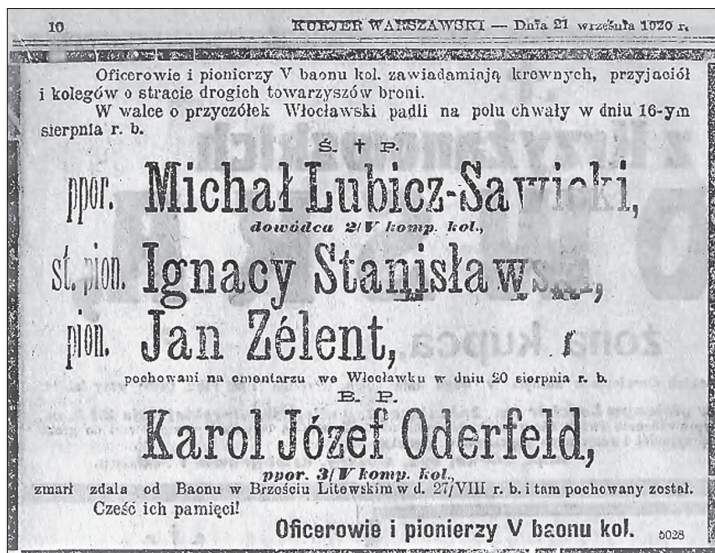 10
KURJER WARSZAWSKI — Dnia 21 września 1920 r.
Oficerowie i pionierzy V baonu kol. zawiadamiają krewnych, przyjaciół
i kolegów o stracie drogich towarzyszów broni.
W walce o przyczółek Włocławski padli na polu chwały w dniu 16-ym
sierpnia r. b.
Ś. † P.
ppor. Michał Lubicz-Sawicki,
dowódca 2/V komp. kol.,
st. pion. Ignacy Stanisławski,
pion. Jan Zélent,
pochowani na cmentarzu we Włocławku w dniu 20 sierpnia r. b.
B. P.
Karol Józef Oderfeld,
ppor. 3/V komp. kol.,
zmarł zdala od Baonu w Brześciu Litewskim w d. 27/VIII r. b. i tam pochowany został.
Cześć ich pamięci!
Oficerowie i pionierzy V baonu kol.
5028
żona kupca,